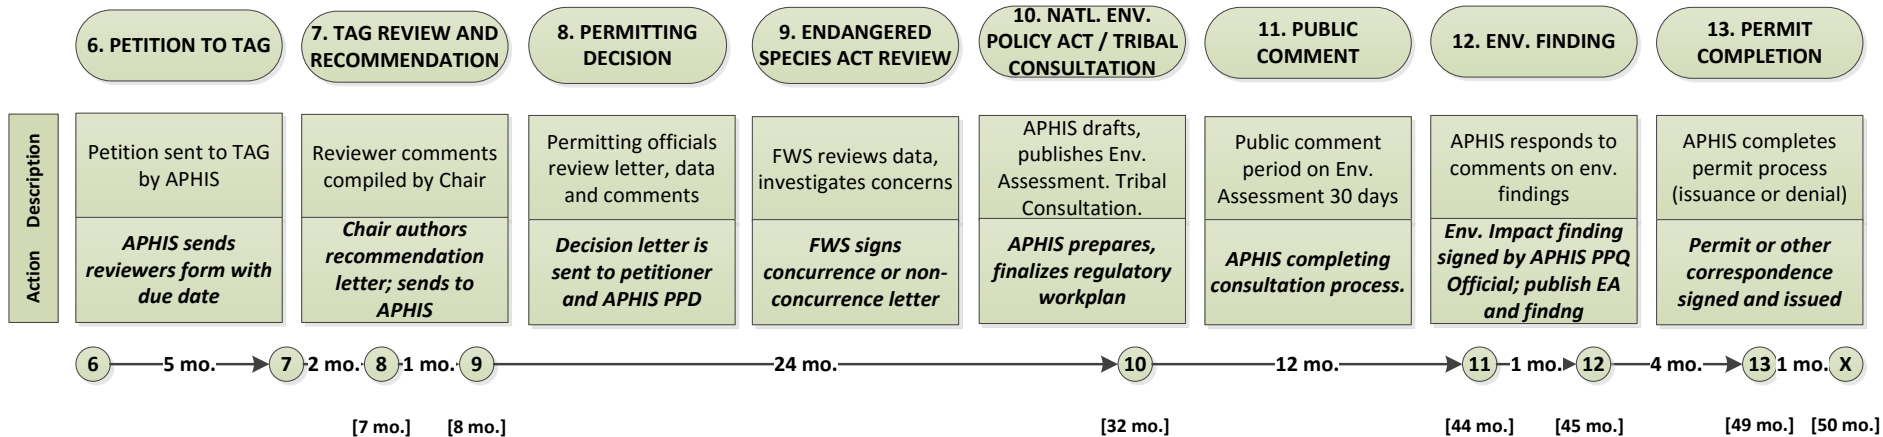 6. PETITION TO TAG
7. TAG REVIEW AND
RECOMMENDATION
8. PERMITTING
DECISION
9. ENDANGERED
SPECIES ACT REVIEW
10. NATL. ENV.
POLICY ACT / TRIBAL
CONSULTATION
11. PUBLIC
COMMENT
12. ENV. FINDING
13. PERMIT
COMPLETION
Description
Petition sent to TAG
by APHIS
Reviewer comments
compiled by Chair
Permitting officials
review letter, data
and comments
FWS reviews data,
investigates concerns
APHIS drafts,
publishes Env.
Assessment. Tribal
Consultation.
Public comment
period on Env.
Assessment 30 days
APHIS responds to
comments on env.
findings
APHIS completes
permit process
(issuance or denial)
Action
APHIS sends
reviewers form with
due date
Chair authors
recommendation
letter; sends to
APHIS
Decision letter is
sent to petitioner
and APHIS PPD
FWS signs
concurrence or non-
concurrence letter
APHIS prepares,
finalizes regulatory
workplan
APHIS completing
consultation process.
Env. Impact finding
signed by APHIS PPQ
Official; publish EA
and findng
Permit or other
correspondence
signed and issued
6 5 mo. 7 2 mo. 8 1 mo. 9 24 mo. 10 12 mo. 11 1 mo. 12 4 mo. 13 1 mo. X
[7 mo.] [8 mo.] [32 mo.] [44 mo.] [45 mo.] [49 mo.] [50 mo.]